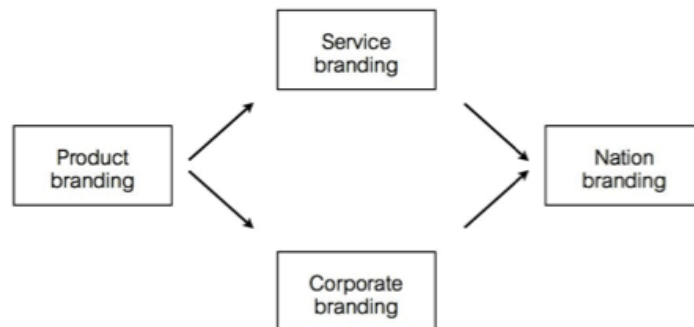 Service
branding
Product
branding
Nation
branding
Corporate
branding